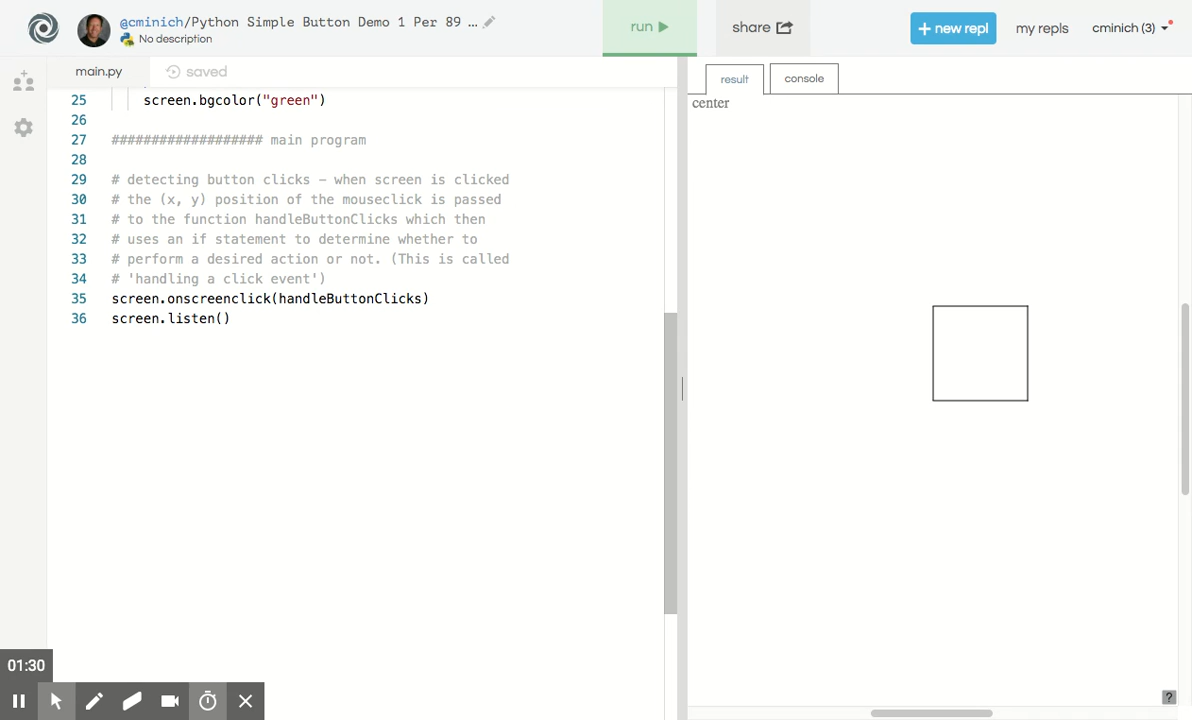 @cminich/Python Simple Button Demo 1 Per 89 ...
No description
run
share
+ new repl
my repls
cminich (3)
main.py
saved
result
console
25 screen.bgcolor("green")
26
27 ################### main program
28
29 # detecting button clicks – when screen is clicked
30 # the (x, y) position of the mouseclick is passed
31 # to the function handleButtonClicks which then
32 # uses an if statement to determine whether to
33 # perform a desired action or not. (This is called
34 # 'handling a click event')
35 screen.onscreenclick(handleButtonClicks)
36 screen.listen()
center
01:30
?